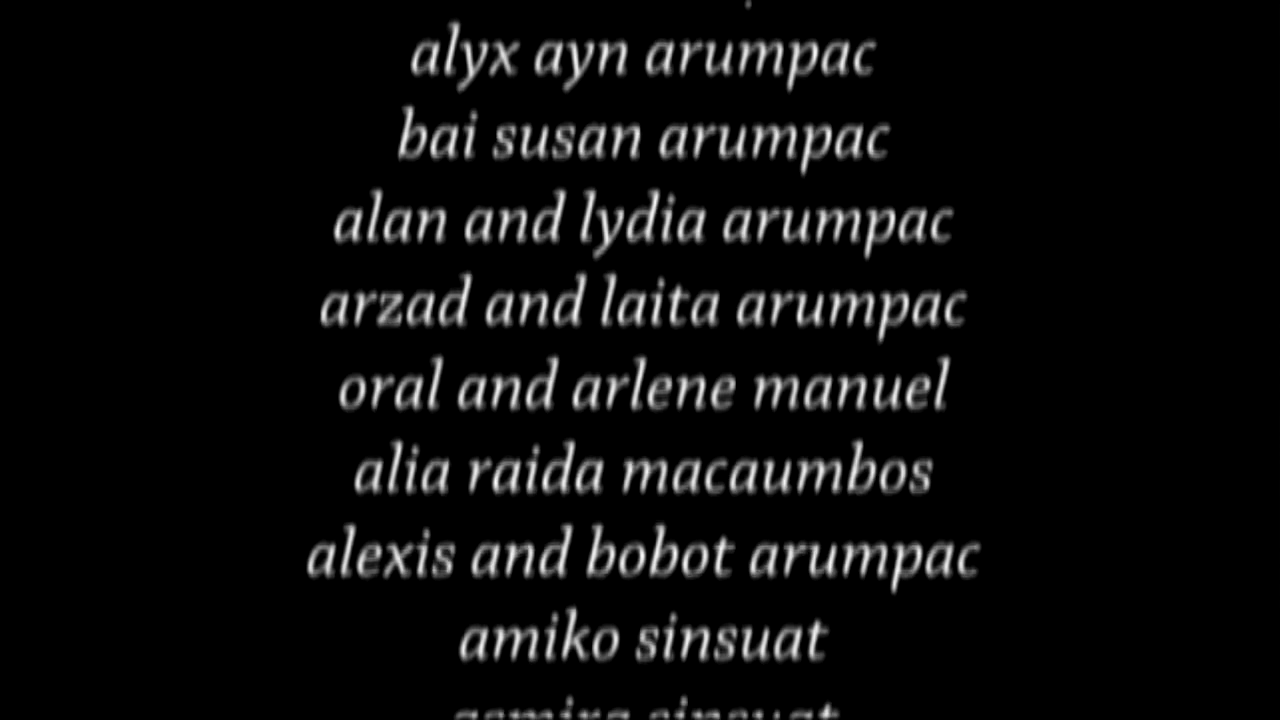 alyx ayn arumpac
bai susan arumpac
alan and lydia arumpac
arzad and laita arumpac
oral and arlene manuel
alia raida macaumbos
alexis and bobot arumpac
amiko sinsuat
sinsuat